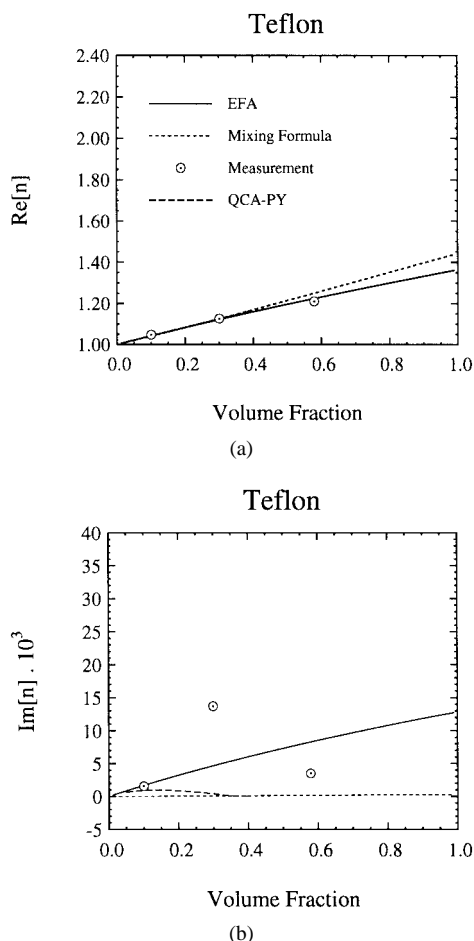 Teflon
2.40
2.20
2.00
1.80
1.60
1.40
1.20
1.00
Re[n]
EFA
Mixing Formula
Measurement
QCA-PY
0.0 0.2 0.4 0.6 0.8 1.0
Volume Fraction
(a)
Teflon
40
35
30
25
20
15
10
5
0
-5
Im[n] . 10³
0.0 0.2 0.4 0.6 0.8 1.0
Volume Fraction
(b)